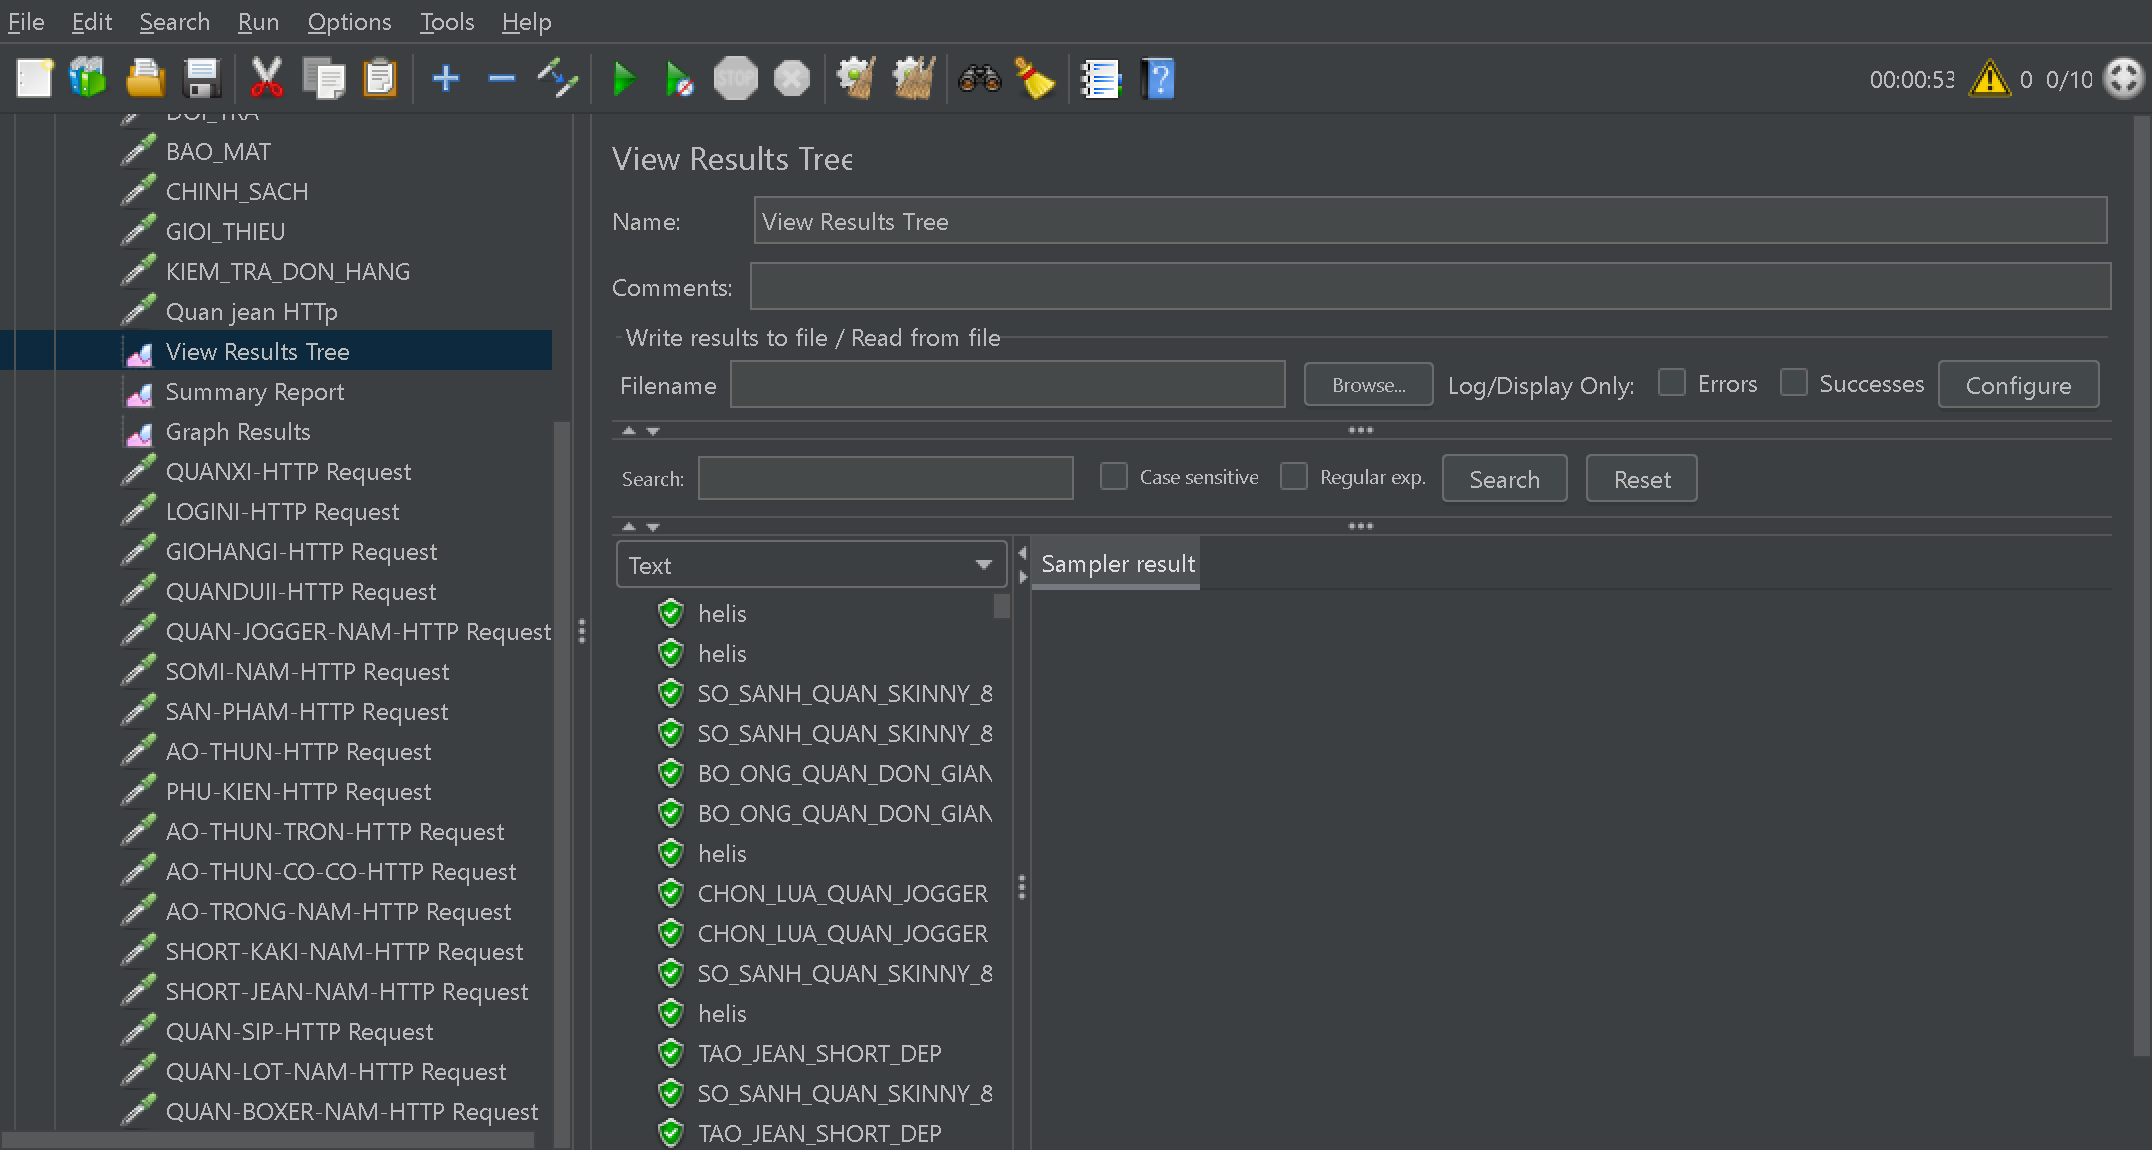 File Edit Search Run Options Tools Help
STOP
00:00:53 0 0/10
DOI_TRA
BAO_MAT
CHINH_SACH
GIOI_THIEU
KIEM_TRA_DON_HANG
Quan jean HTTp
View Results Tree
Summary Report
Graph Results
QUANXI-HTTP Request
LOGINI-HTTP Request
GIOHANGI-HTTP Request
QUANDUII-HTTP Request
QUAN-JOGGER-NAM-HTTP Request
SOMI-NAM-HTTP Request
SAN-PHAM-HTTP Request
AO-THUN-HTTP Request
PHU-KIEN-HTTP Request
AO-THUN-TRON-HTTP Request
AO-THUN-CO-CO-HTTP Request
AO-TRONG-NAM-HTTP Request
SHORT-KAKI-NAM-HTTP Request
SHORT-JEAN-NAM-HTTP Request
QUAN-SIP-HTTP Request
QUAN-LOT-NAM-HTTP Request
QUAN-BOXER-NAM-HTTP Request
View Results Tree
Name: View Results Tree
Comments:
Write results to file / Read from file
Filename Browse... Log/Display Only: Errors Successes Configure
Search: Case sensitive Regular exp. Search Reset
Text
Sampler result
helis
helis
SO_SANH_QUAN_SKINNY_&
SO_SANH_QUAN_SKINNY_&
BO_ONG_QUAN_DON_GIAN
BO_ONG_QUAN_DON_GIAN
helis
CHON_LUA_QUAN_JOGGER
CHON_LUA_QUAN_JOGGER
SO_SANH_QUAN_SKINNY_&
helis
TAO_JEAN_SHORT_DEP
SO_SANH_QUAN_SKINNY_&
TAO_JEAN_SHORT_DEP